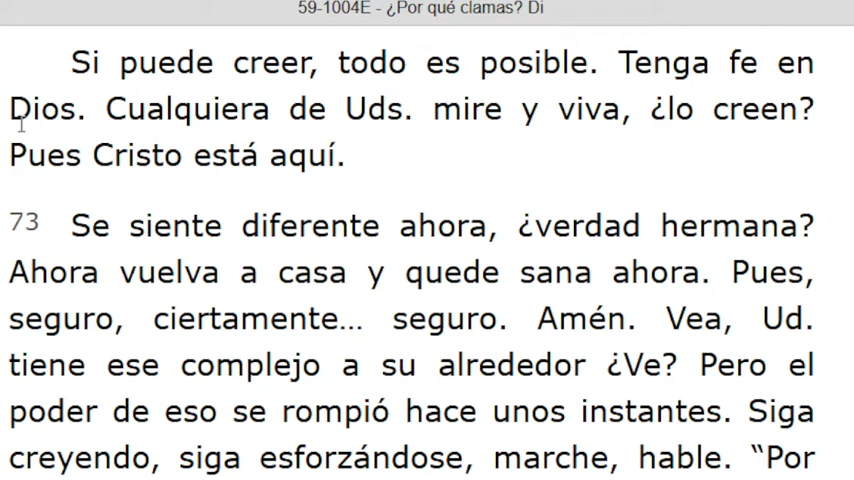 59-1004E - ¿Por qué clamas? Di
Si puede creer, todo es posible. Tenga fe en
Dios. Cualquiera de Uds. mire y viva, ¿lo creen?
Pues Cristo está aquí.
73 Se siente diferente ahora, ¿verdad hermana?
Ahora vuelva a casa y quede sana ahora. Pues,
seguro, ciertamente... seguro. Amén. Vea, Ud.
tiene ese complejo a su alrededor ¿Ve? Pero el
poder de eso se rompió hace unos instantes. Siga
creyendo, siga esforzándose, marche, hable. “Por